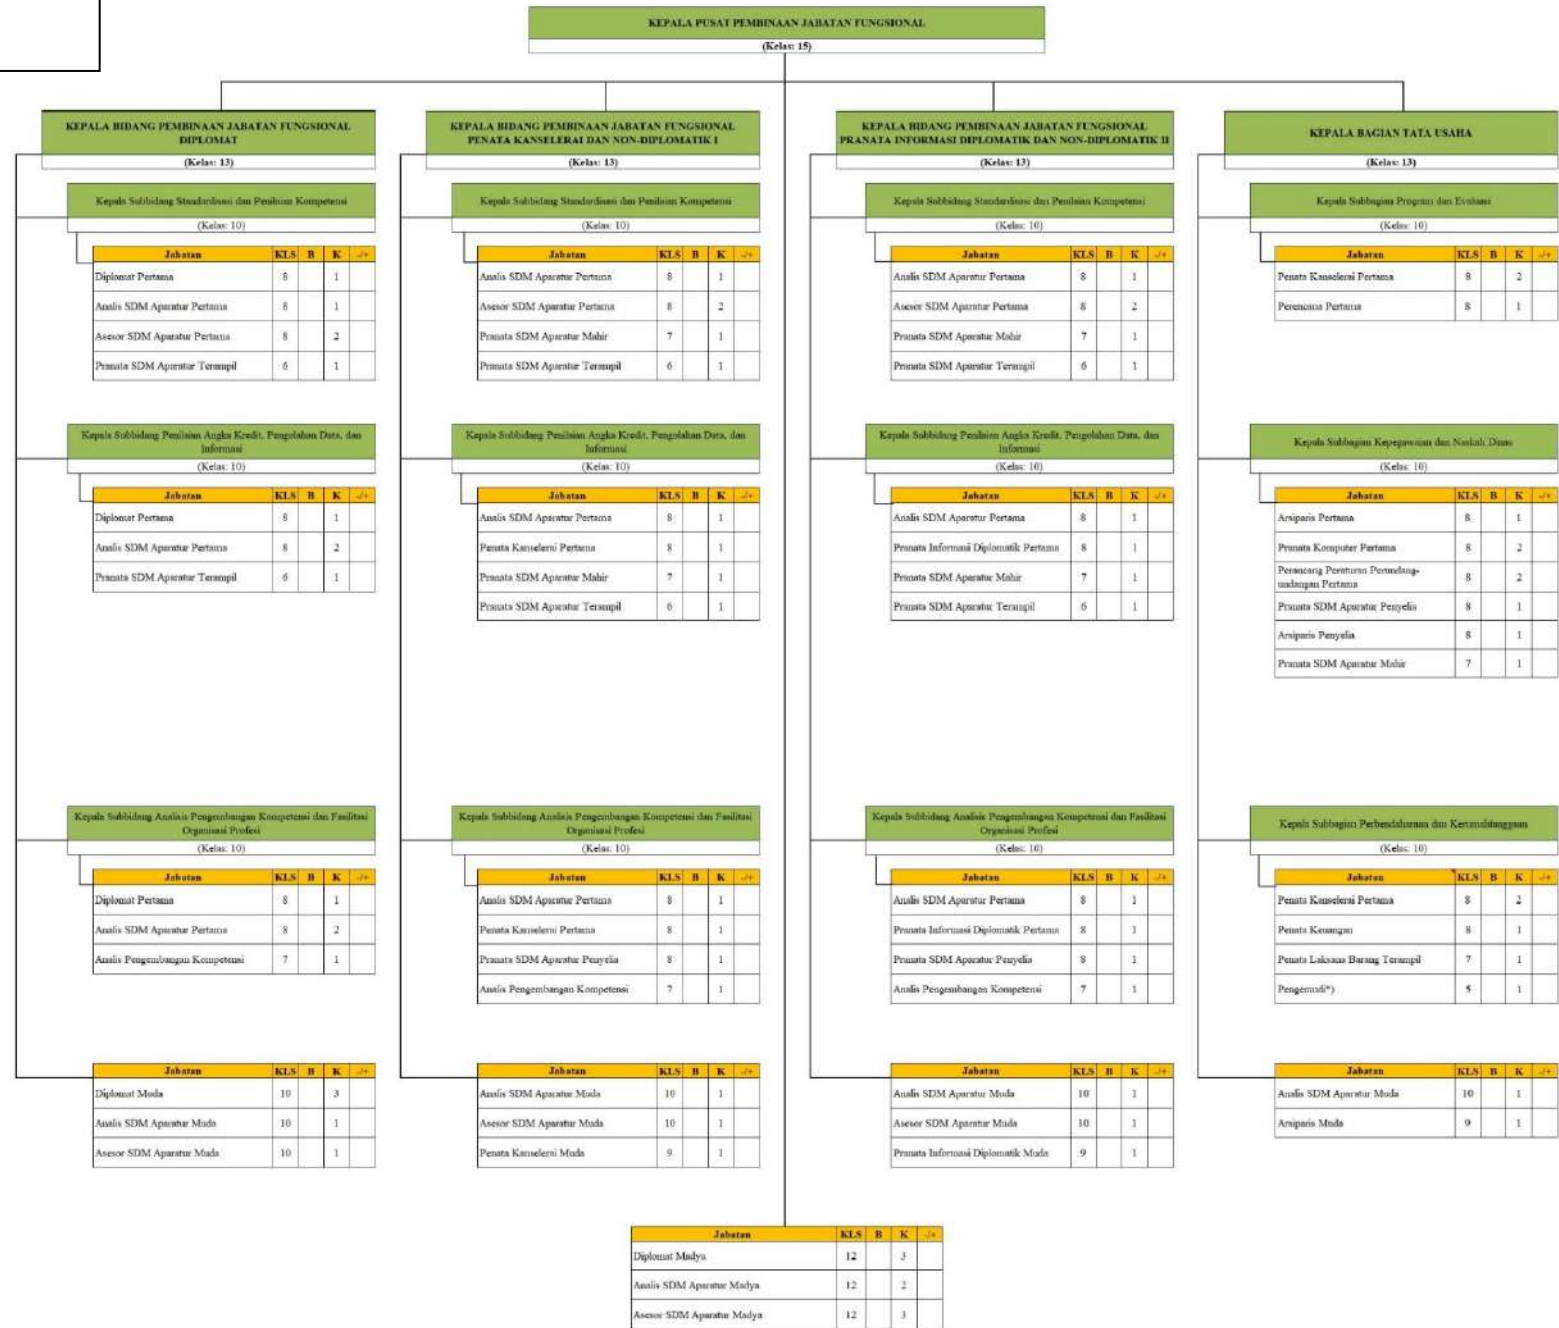 KEPALA PUSAT PEMBINAAN JABATAN FUNGSIONAL
(Kelas: 15)
KEPALA BIDANG PEMBINAAN JABATAN FUNGSIONAL
DIPLOMAT
(Kelas: 13)
Kepala Subbidang Standardisasi dan Penilaian Kompetensi
(Kelas: 10)
Jabatan KLS B K -/+
Diplomat Pertama 8 1
Analis SDM Aparatur Pertama 8 1
Asesor SDM Aparatur Pertama 8 2
Pranata SDM Aparatur Terampil 6 1
Kepala Subbidang Penilaian Angka Kredit, Pengolahan Data, dan
Informasi
(Kelas: 10)
Jabatan KLS B K -/+
Diplomat Pertama 8 1
Analis SDM Aparatur Pertama 8 2
Pranata SDM Aparatur Terampil 6 1
Kepala Subbidang Analisis Pengembangan Kompetensi dan Fasilitasi
Organisasi Profesi
(Kelas: 10)
Jabatan KLS B K -/+
Diplomat Pertama 8 1
Analis SDM Aparatur Pertama 8 2
Analis Pengembangan Kompetensi 7 1
Jabatan KLS B K -/+
Diplomat Muda 10 3
Analis SDM Aparatur Muda 10 1
Asesor SDM Aparatur Muda 10 1
KEPALA BIDANG PEMBINAAN JABATAN FUNGSIONAL
PENATA KANSELERAI DAN NON-DIPLOMATIK I
(Kelas: 13)
Kepala Subbidang Standardisasi dan Penilaian Kompetensi
(Kelas: 10)
Jabatan KLS B K -/+
Analis SDM Aparatur Pertama 8 1
Asesor SDM Aparatur Pertama 8 2
Pranata SDM Aparatur Mahir 7 1
Pranata SDM Aparatur Terampil 6 1
Kepala Subbidang Penilaian Angka Kredit, Pengolahan Data, dan
Informasi
(Kelas: 10)
Jabatan KLS B K -/+
Analis SDM Aparatur Pertama 8 1
Penata Kanselerai Pertama 8 1
Pranata SDM Aparatur Mahir 7 1
Pranata SDM Aparatur Terampil 6 1
Kepala Subbidang Analisis Pengembangan Kompetensi dan Fasilitasi
Organisasi Profesi
(Kelas: 10)
Jabatan KLS B K -/+
Analis SDM Aparatur Pertama 8 1
Penata Kanselerai Pertama 8 1
Pranata SDM Aparatur Penyelia 8 1
Analis Pengembangan Kompetensi 7 1
Jabatan KLS B K -/+
Analis SDM Aparatur Muda 10 1
Asesor SDM Aparatur Muda 10 1
Penata Kanselerai Muda 9 1
KEPALA BIDANG PEMBINAAN JABATAN FUNGSIONAL
PRANATA INFORMASI DIPLOMATIK DAN NON-DIPLOMATIK II
(Kelas: 13)
Kepala Subbidang Standardisasi dan Penilaian Kompetensi
(Kelas: 10)
Jabatan KLS B K -/+
Analis SDM Aparatur Pertama 8 1
Asesor SDM Aparatur Pertama 8 2
Pranata SDM Aparatur Mahir 7 1
Pranata SDM Aparatur Terampil 6 1
Kepala Subbidang Penilaian Angka Kredit, Pengolahan Data, dan
Informasi
(Kelas: 10)
Jabatan KLS B K -/+
Analis SDM Aparatur Pertama 8 1
Pranata Informasi Diplomatik Pertama 8 1
Pranata SDM Aparatur Mahir 7 1
Pranata SDM Aparatur Terampil 6 1
Kepala Subbidang Analisis Pengembangan Kompetensi dan Fasilitasi
Organisasi Profesi
(Kelas: 10)
Jabatan KLS B K -/+
Analis SDM Aparatur Pertama 8 1
Pranata Informasi Diplomatik Pertama 8 1
Pranata SDM Aparatur Penyelia 8 1
Analis Pengembangan Kompetensi 7 1
Jabatan KLS B K -/+
Analis SDM Aparatur Muda 10 1
Asesor SDM Aparatur Muda 10 1
Pranata Informasi Diplomatik Muda 9 1
KEPALA BAGIAN TATA USAHA
(Kelas: 13)
Kepala Subbagian Program dan Evaluasi
(Kelas: 10)
Jabatan KLS B K -/+
Penata Kanselerai Pertama 8 2
Perencana Pertama 8 1
Kepala Subbagian Kepegawaian dan Naskah Dinas
(Kelas: 10)
Jabatan KLS B K -/+
Arsiparis Pertama 8 1
Pranata Komputer Pertama 8 2
Perancang Peraturan Perundang-
undangan Pertama 8 2
Pranata SDM Aparatur Penyelia 8 1
Arsiparis Penyelia 8 1
Pranata SDM Aparatur Mahir 7 1
Kepala Subbagian Perbendaharaan dan Kerumahtanggaan
(Kelas: 10)
Jabatan KLS B K -/+
Penata Kanselerai Pertama 8 2
Penata Keuangan 8 1
Penata Laksana Barang Terampil 7 1
Pengemudi*) 5 1
Jabatan KLS B K -/+
Analis SDM Aparatur Muda 10 1
Arsiparis Muda 9 1
Jabatan KLS B K -/+
Diplomat Madya 12 3
Analis SDM Aparatur Madya 12 2
Asesor SDM Aparatur Madya 12 3